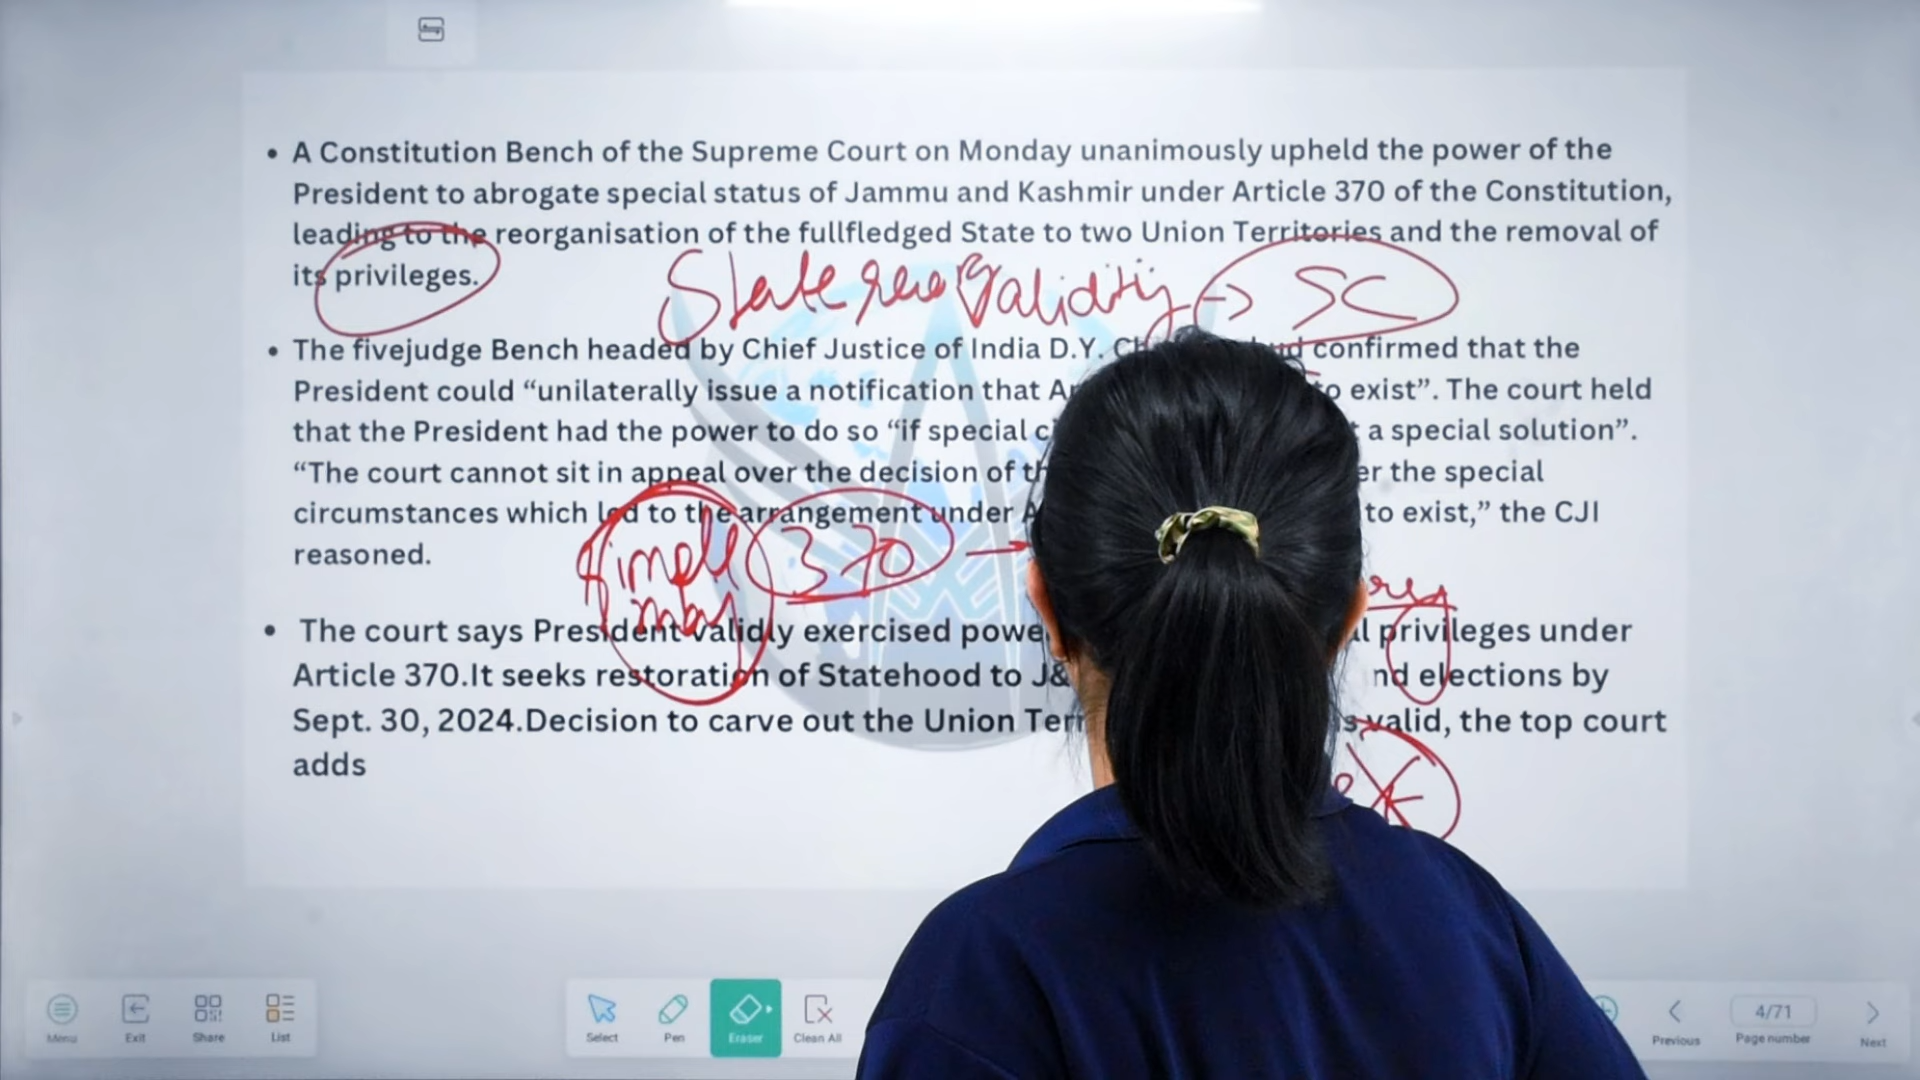 • A Constitution Bench of the Supreme Court on Monday unanimously upheld the power of the
President to abrogate special status of Jammu and Kashmir under Article 370 of the Constitution,
leading to the reorganisation of the fullfledged State to two Union Territories and the removal of
its privileges.
State Validity -> SC
• The fivejudge Bench headed by Chief Justice of India D.Y. confirmed that the
President could “unilaterally issue a notification that to exist”. The court held
that the President had the power to do so “if special a special solution”.
“The court cannot sit in appeal over the decision of the special
circumstances which led to the arrangement under to exist,” the CJI
reasoned.
370
• The court says President validly exercised privileges under
Article 370.It seeks restoration of Statehood to elections by
Sept. 30, 2024.Decision to carve out the Union valid, the top court
adds
Menu
Exit
Share
List
Select
Pen
Eraser
Clean All
Previous
4/71
Page number
Next